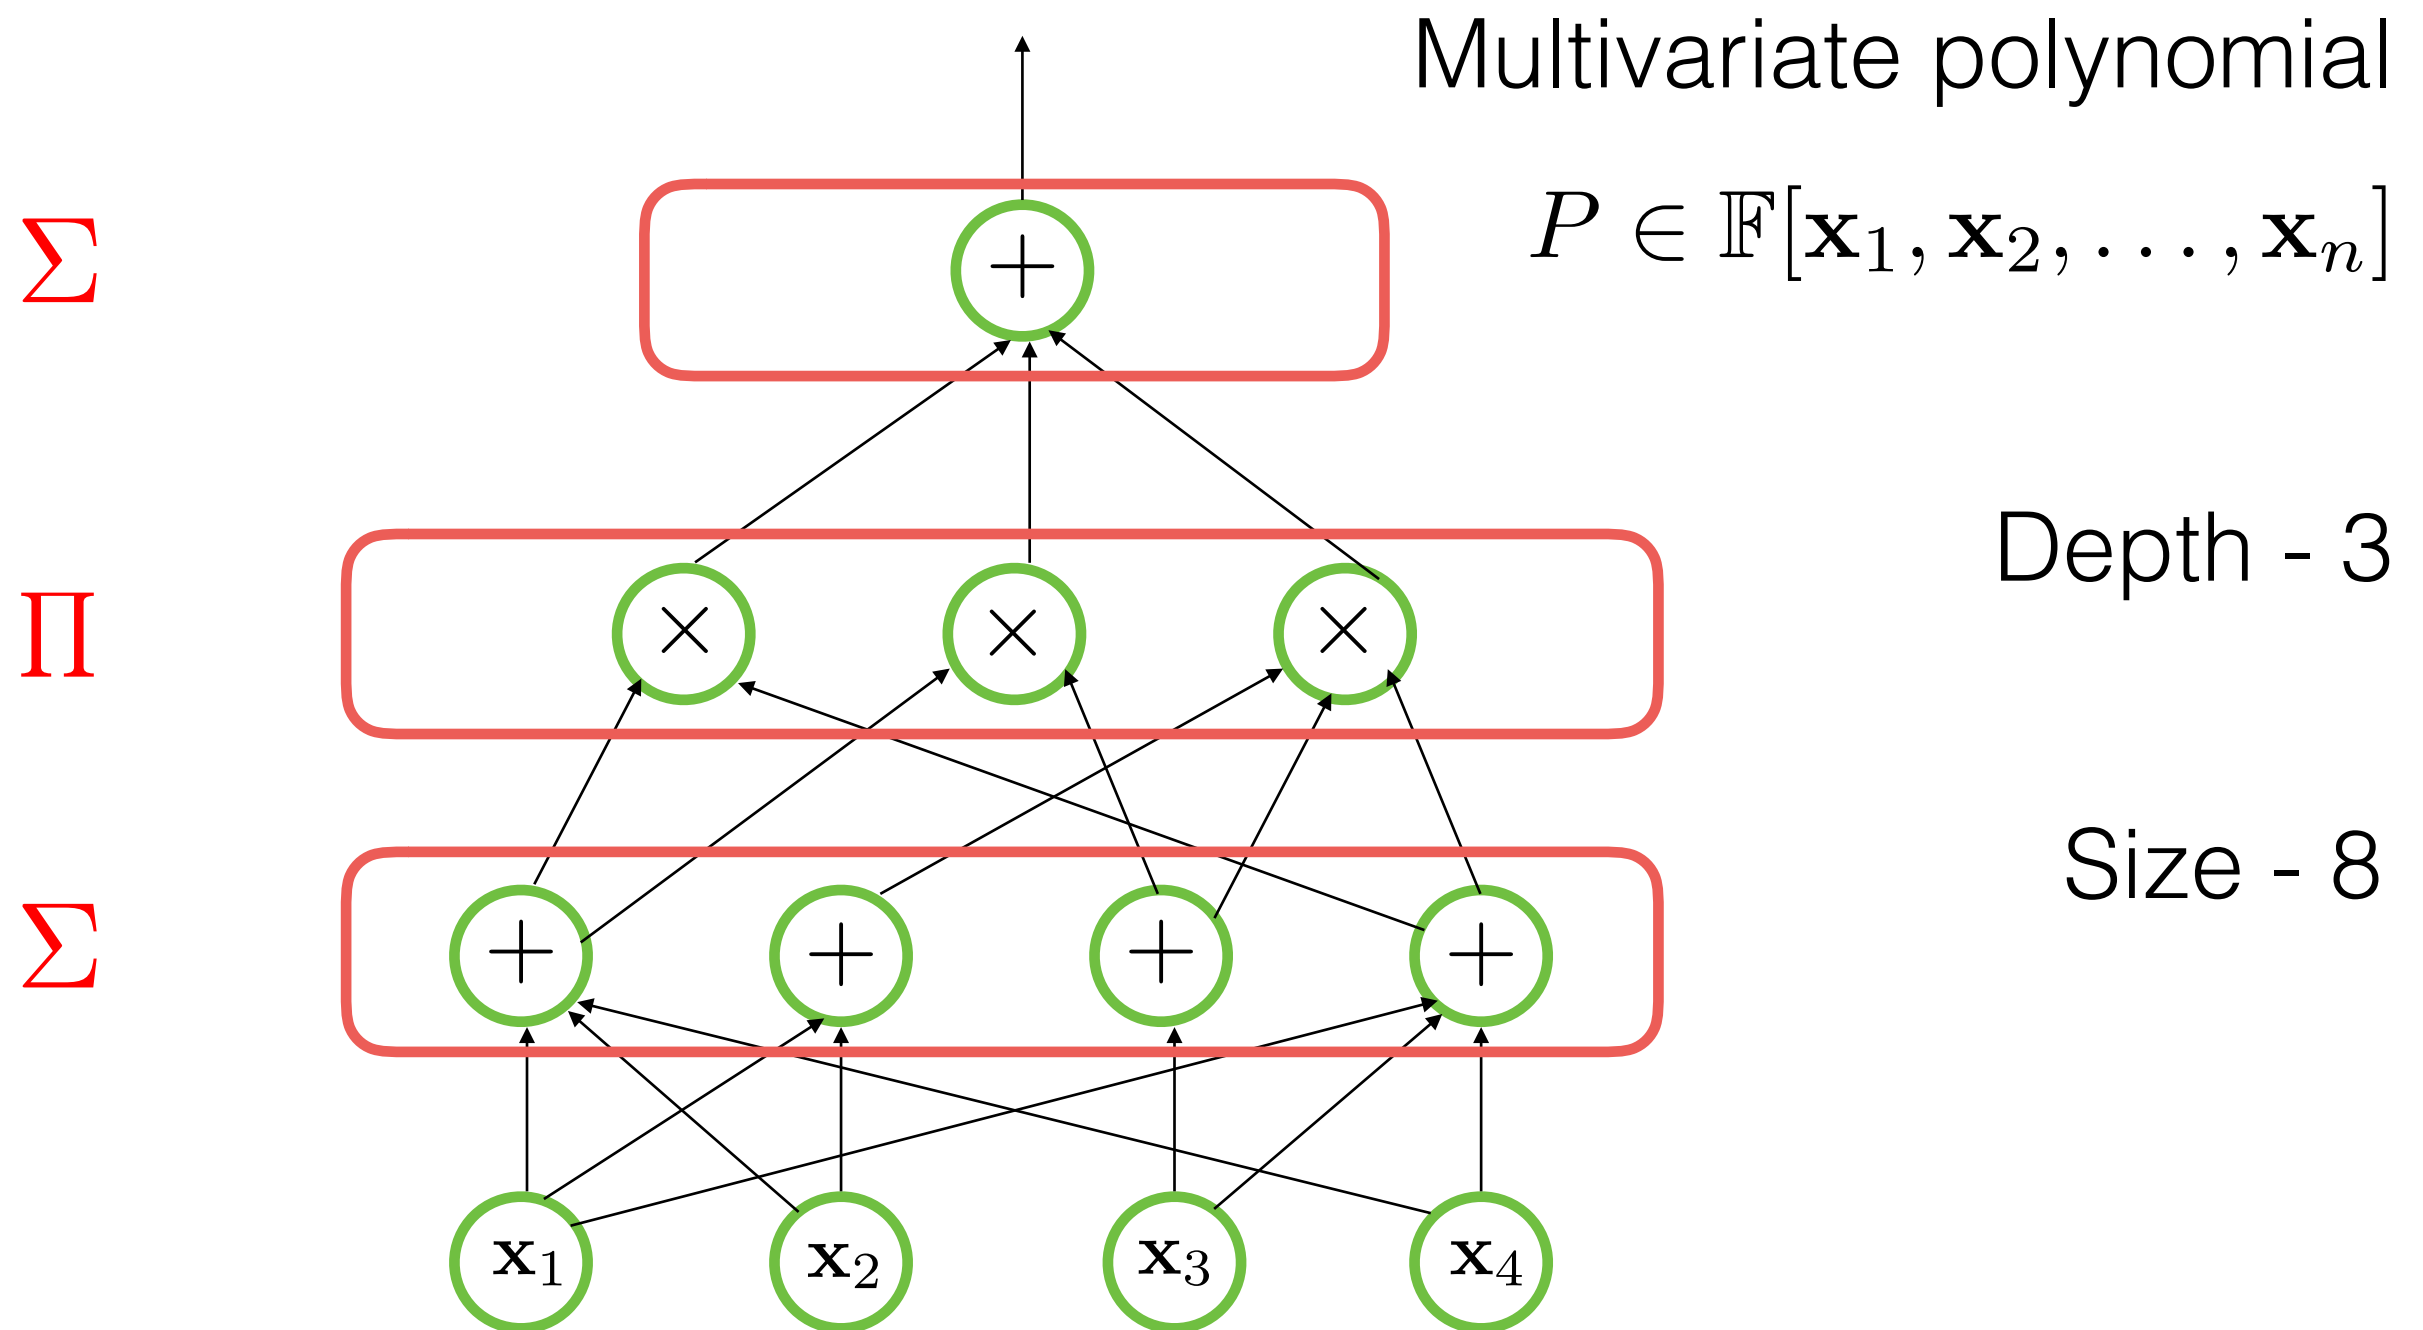 Multivariate polynomial
Σ
+
P ∈ 𝔽[𝐱₁, 𝐱₂, . . . , 𝐱ₙ]
Depth - 3
Π
× × ×
Size - 8
Σ
+ + + +
𝐱₁ 𝐱₂ 𝐱₃ 𝐱₄